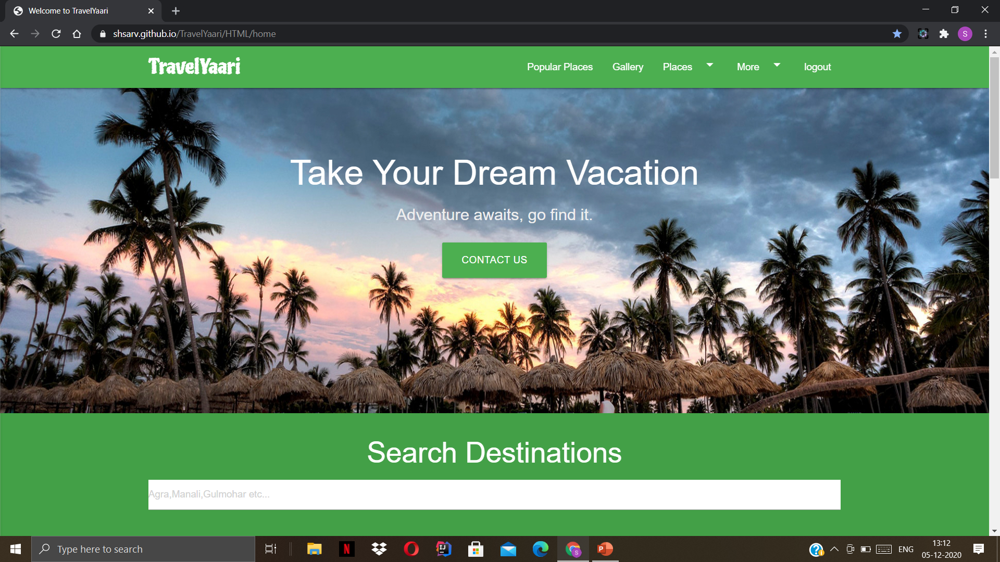 Welcome to TravelYaari
shsarv.github.io/TravelYaari/HTML/home
S
TravelYaari
Popular Places
Gallery
Places
More
logout
Take Your Dream Vacation
Adventure awaits, go find it.
CONTACT US
Search Destinations
Agra,Manali,Gulmohar etc...
Type here to search
N
IJ
S
P
ENG
13:12
05-12-2020